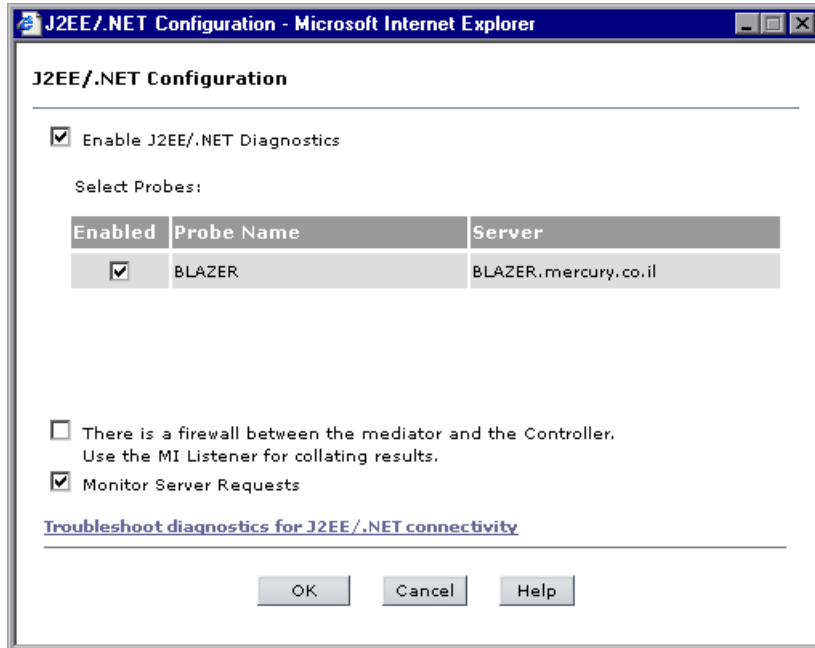 J2EE/.NET Configuration - Microsoft Internet Explorer
J2EE/.NET Configuration
Enable J2EE/.NET Diagnostics
Select Probes:
Enabled Probe Name Server
BLAZER BLAZER.mercury.co.il
There is a firewall between the mediator and the Controller.
Use the MI Listener for collating results.
Monitor Server Requests
Troubleshoot diagnostics for J2EE/.NET connectivity
OK Cancel Help